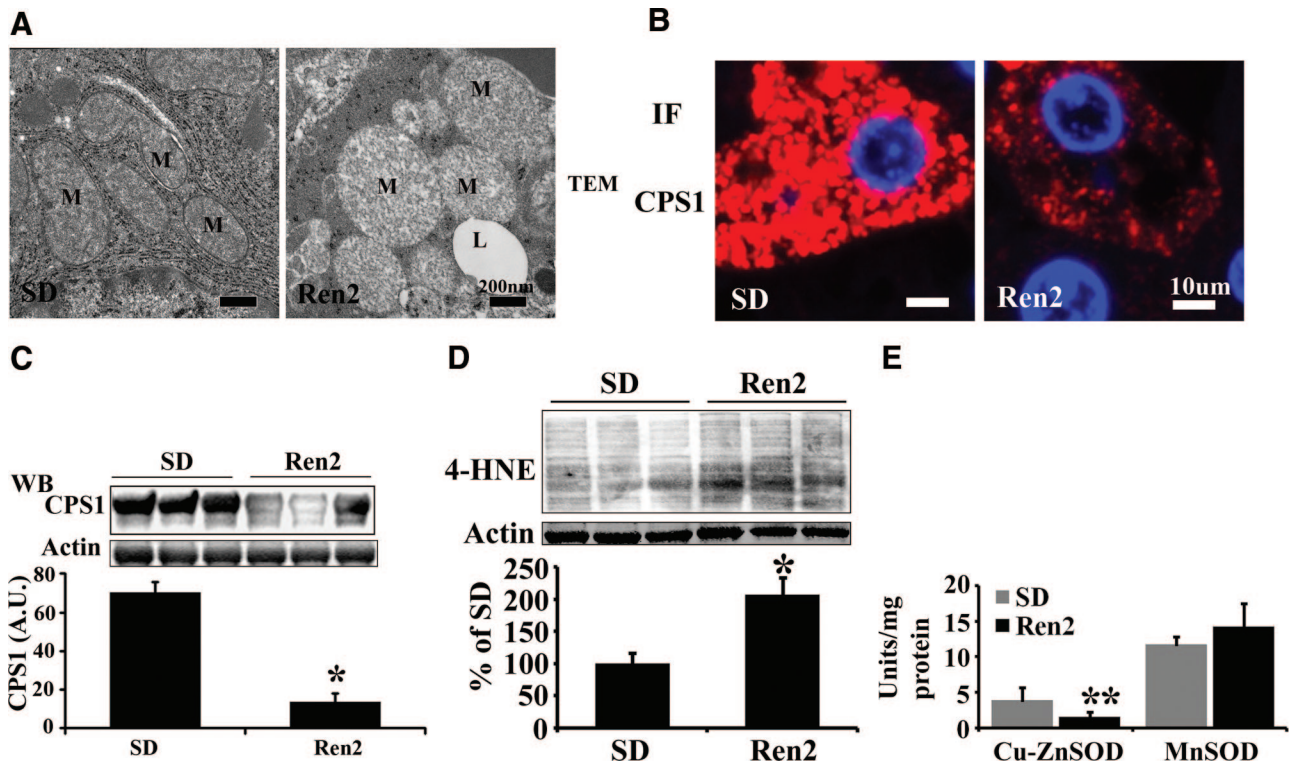 A
M
M
M
SD
M
M
M
L
200nm
Ren2
TEM
B
IF
CPS1
SD
Ren2
10um
C
SD Ren2
WB
CPS1
Actin
CPS1 (A.U.)
80
60
40
20
0
*
SD Ren2
D
SD Ren2
4-HNE
Actin
% of SD
250
200
150
100
50
0
*
SD Ren2
E
Units/mg
protein
20
15
10
5
0
SD
Ren2
**
Cu-ZnSOD MnSOD